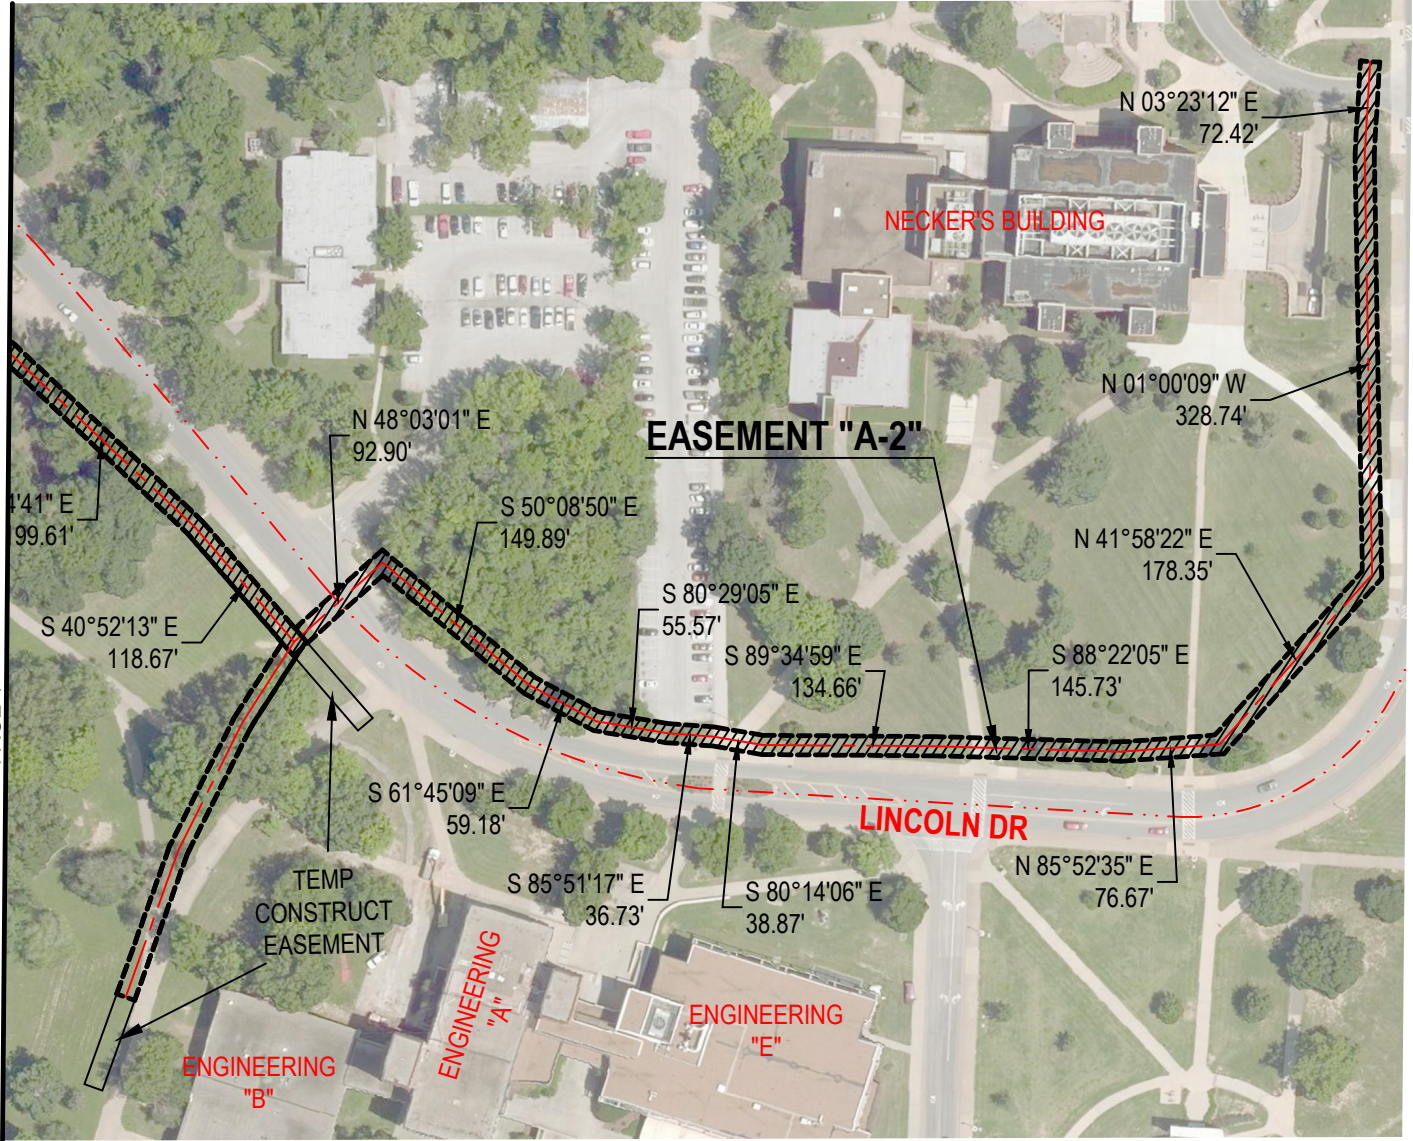 N 03°23'12" E
72.42'
NECKER'S BUILDING
N 01°00'09" W
328.74'
N 48°03'01" E
92.90'
EASEMENT "A-2"
4'41" E
99.61'
S 50°08'50" E
149.89'
N 41°58'22" E
178.35'
S 80°29'05" E
55.57'
S 40°52'13" E
118.67'
S 89°34'59" E
134.66'
S 88°22'05" E
145.73'
S 61°45'09" E
59.18'
LINCOLN DR
N 85°52'35" E
76.67'
TEMP
CONSTRUCT
EASEMENT
S 85°51'17" E
36.73'
S 80°14'06" E
38.87'
ENGINEERING
"A"
ENGINEERING
"E"
ENGINEERING
"B"